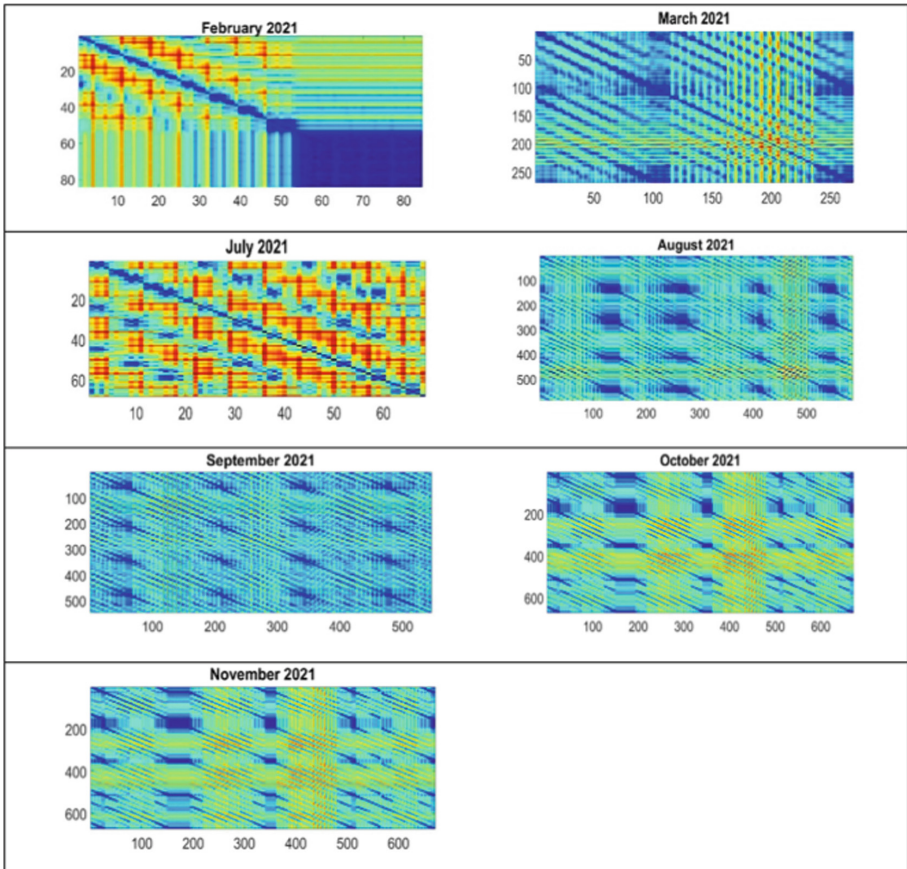 February 2021
20
40
60
80
10 20 30 40 50 60 70 80
March 2021
50
100
150
200
250
50 100 150 200 250
July 2021
20
40
60
10 20 30 40 50 60
August 2021
100
200
300
400
500
100 200 300 400 500
September 2021
100
200
300
400
500
100 200 300 400 500
October 2021
200
400
600
100 200 300 400 500 600
November 2021
200
400
600
100 200 300 400 500 600